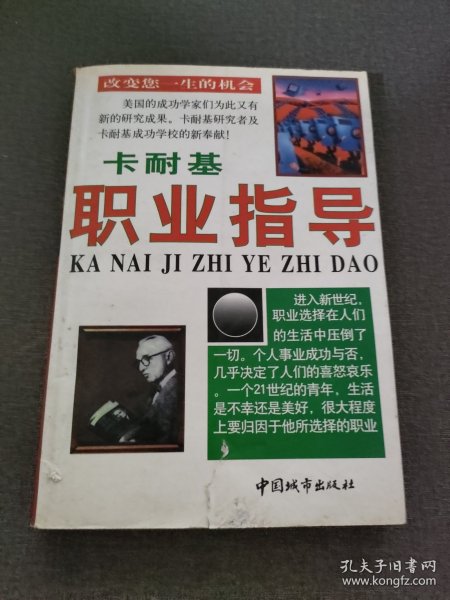 改变您一生的机会
美国的成功学家们为此又有
新的研究成果。卡耐基研究者及
卡耐基成功学校的新奉献！
卡耐基
职业指导
KA NAI JI ZHI YE ZHI DAO
进入新世纪，
职业选择在人们
的生活中压倒了
一切。个人事业成功与否，
几乎决定了人们的喜怒哀乐
。一个21世纪的青年，生活
是不幸还是美好，很大程度
上要归因于他所选择的职业
中国城市出版社
孔夫子旧书网
www.kongfz.com